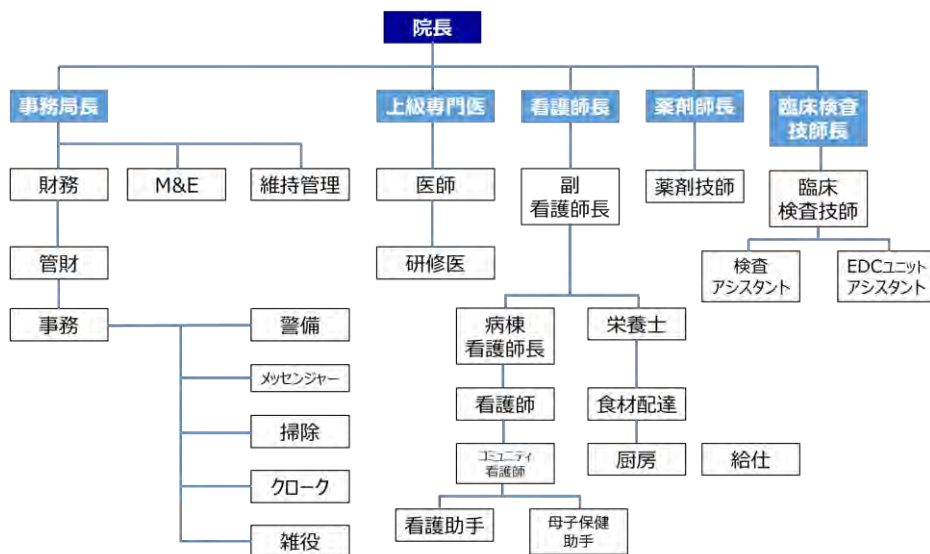 院長
事務局長
上級専門医
看護師長
薬剤師長
臨床検査
技師長
財務
M&E
維持管理
医師
副
看護師長
薬剤技師
臨床
検査技師
管財
研修医
検査
アシスタント
EDCユニット
アシスタント
事務
警備
病棟
看護師長
栄養士
メッセンジャー
掃除
看護師
食材配達
コミュニティ
看護師
厨房
給仕
クローク
看護助手
母子保健
助手
雑役